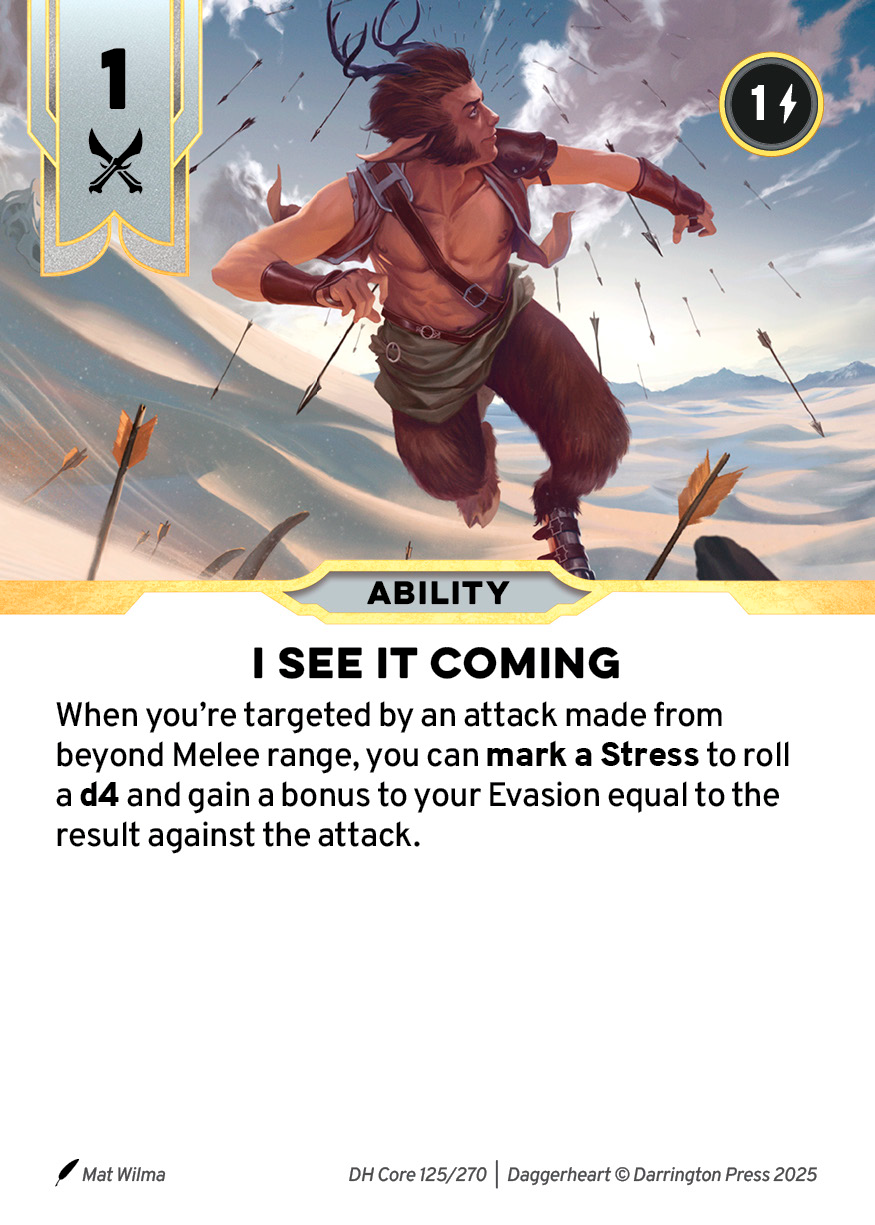 1
1
ABILITY
I SEE IT COMING
When you’re targeted by an attack made from
beyond Melee range, you can mark a Stress to roll
a d4 and gain a bonus to your Evasion equal to the
result against the attack.
Mat Wilma
DH Core 125/270 | Daggerheart © Darrington Press 2025